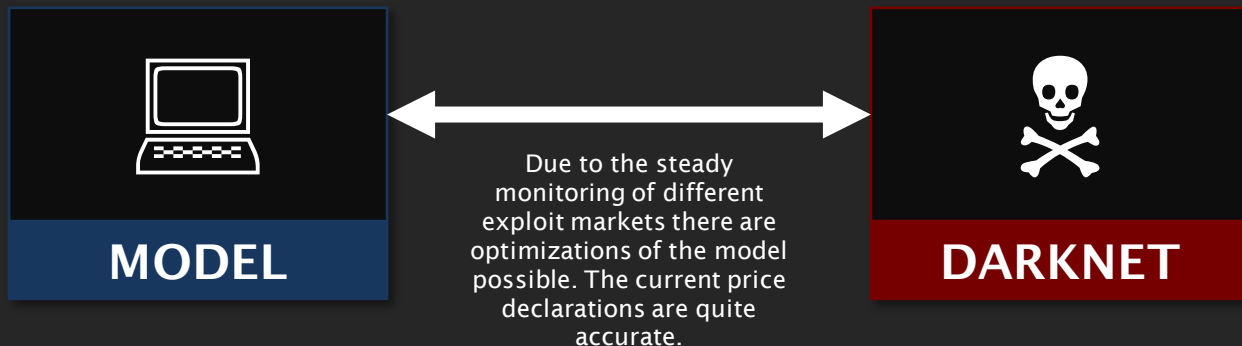 MODEL
Due to the steady
monitoring of different
exploit markets there are
optimizations of the model
possible. The current price
declarations are quite
accurate.
DARKNET